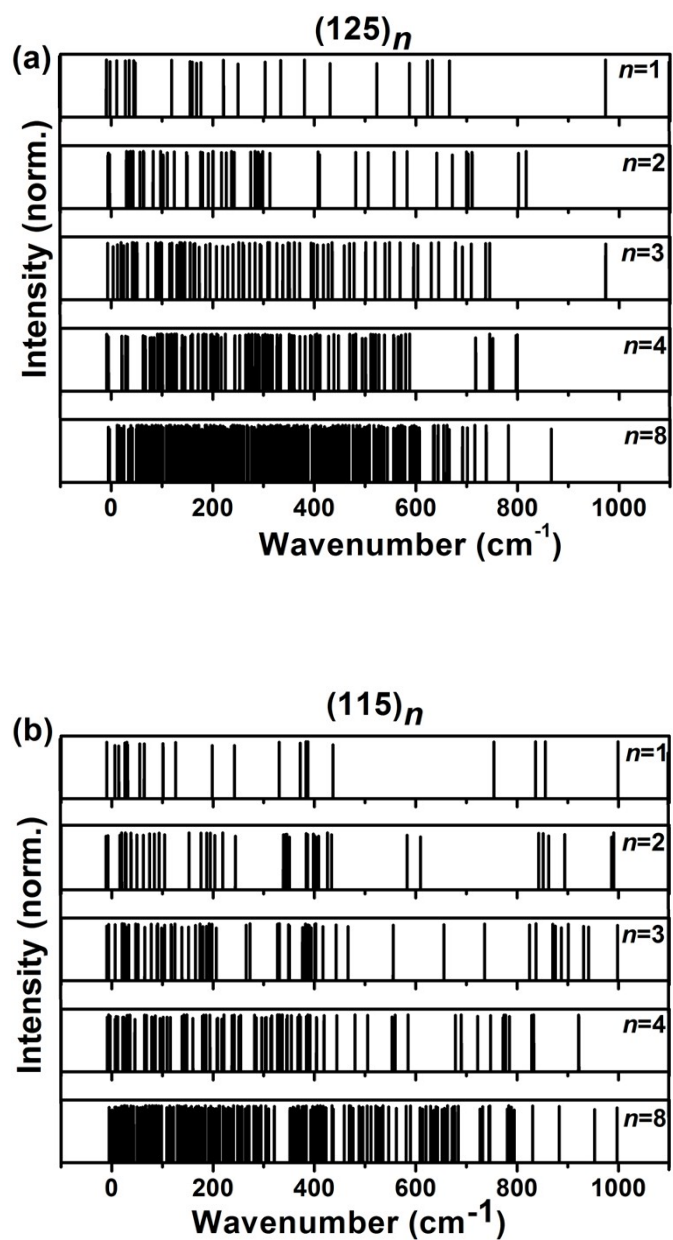 (125)n
(a)
n=1
n=2
n=3
n=4
n=8
Intensity (norm.)
0 200 400 600 800 1000
Wavenumber (cm-1)
(115)n
(b)
n=1
n=2
n=3
n=4
n=8
Intensity (norm.)
0 200 400 600 800 1000
Wavenumber (cm-1)